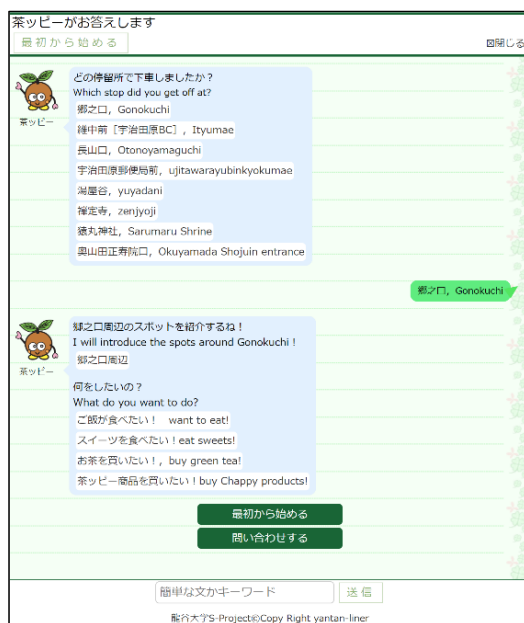 茶ッピーがお答えします
最初から始める
☒閉じる
どの停留所で下車しましたか？
Which stop did you get off at?
郷之口, Gonokuchi
維中前［宇治田原BC］, Ityumae
長山口, Otonoyamaguchi
宇治田原郵便局前, ujitawarayubinkyokumae
湯屋谷, yuyadani
禅定寺, zenjyoji
猿丸神社, Sarumaru Shrine
奥山田正寿院口, Okuyamada Shojuin entrance
茶ッピー
郷之口, Gonokuchi
郷之口周辺のスポットを紹介するね！
I will introduce the spots around Gonokuchi !
郷之口周辺
茶ッピー
何をしたいの？
What do you want to do?
ご飯が食べたい！ want to eat!
スイーツを食べたい！eat sweets!
お茶を買いたい！, buy green tea!
茶ッピー商品を買いたい！buy Chappy products!
最初から始める
問い合わせする
簡単な文かキーワード
送信
龍谷大学S-Project©Copy Right yantan-liner